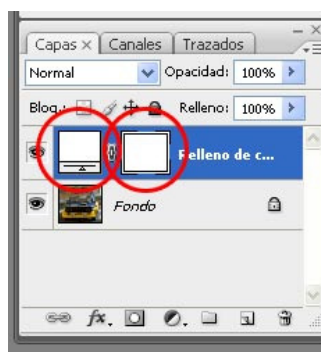 Capas × Canales Trazados
Normal Opacidad: 100%
Bloq.: Relleno: 100%
Relleno de c...
Fondo
fx.